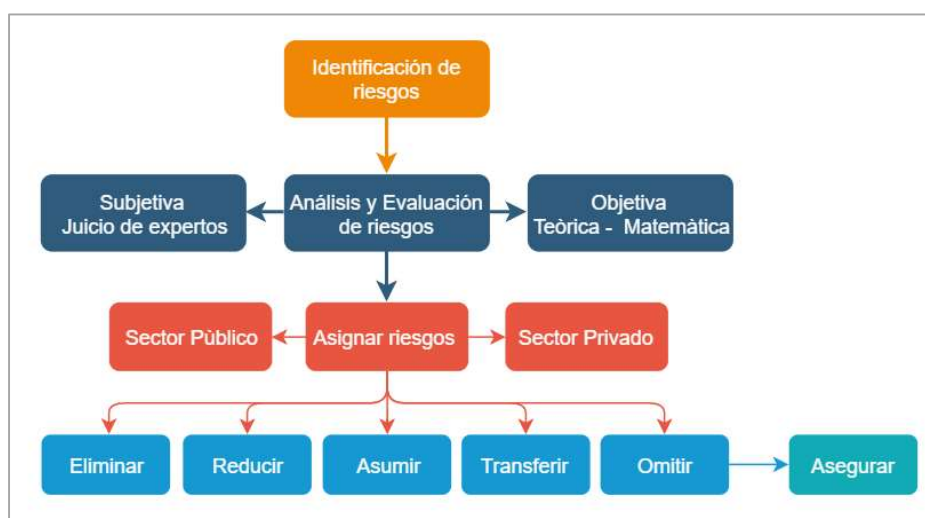 Identificación de
riesgos
Subjetiva
Juicio de expertos
Análisis y Evaluación
de riesgos
Objetiva
Teòrica - Matemàtica
Sector Pùblico
Asignar riesgos
Sector Privado
Eliminar
Reducir
Asumir
Transferir
Omitir
Asegurar